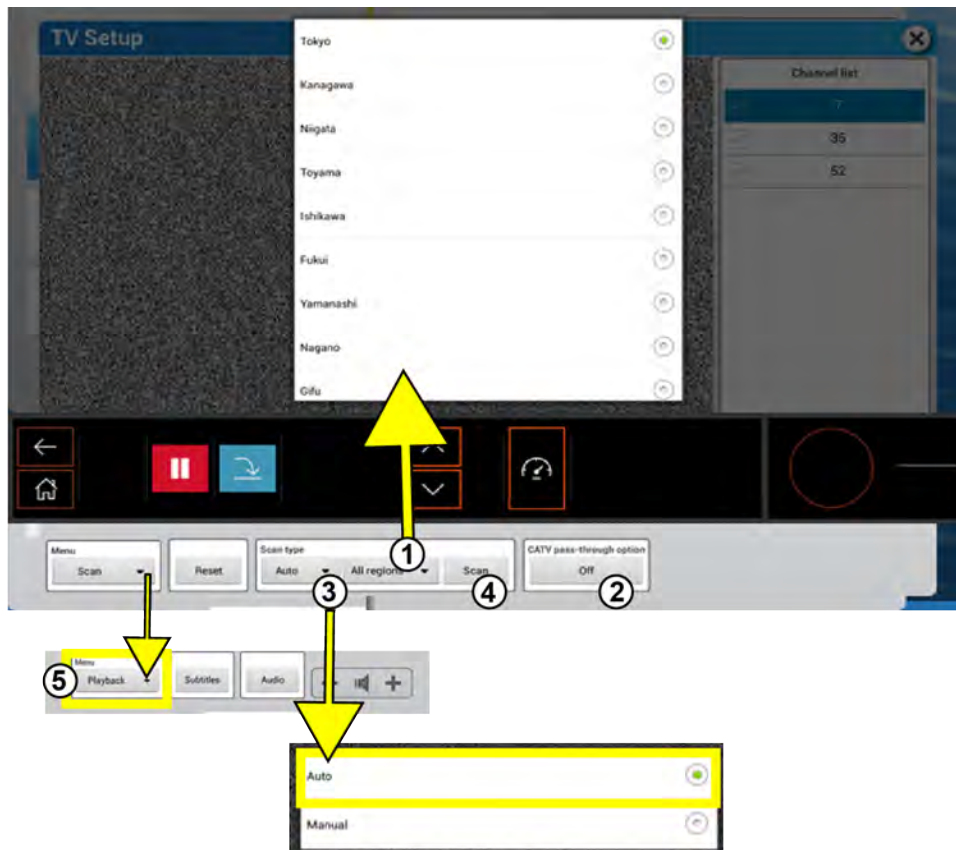 TV Setup
Tokyo
Kanagawa
Niigata
Toyama
Ishikawa
Fukui
Yamanashi
Nagano
Gifu
Channel list
7
35
52
Menu
Scan
Reset
Scan type
Auto
All regions
Scan
CATV pass-through option
Off
1
2
3
4
5
Menu
Playback
Subtitles
Audio
Auto
Manual